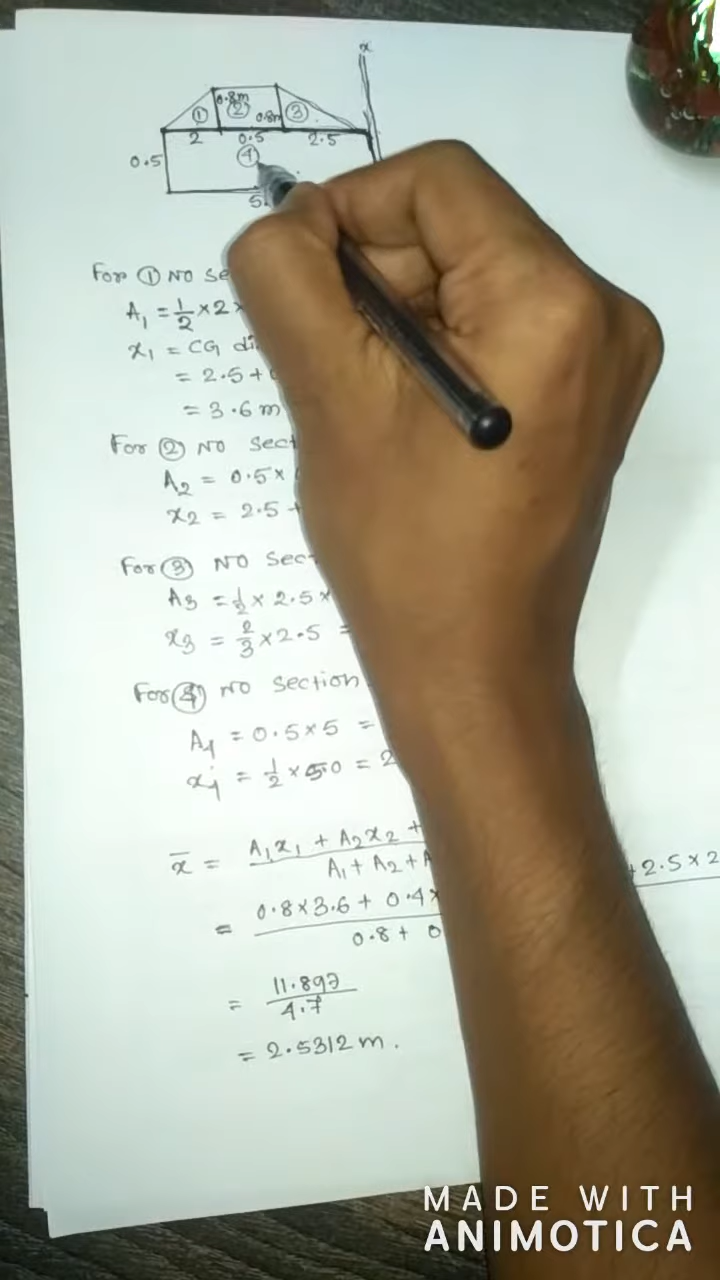 x
0.8m
① ② 0.8m ③
2 0.5 2.5
0.5 ④
5.
For ① NO Se
A₁ = 1/2 × 2 ×
x₁ = CG di
= 2.5 +
= 3.6 m
For ② NO Sect
A₂ = 0.5 ×
x₂ = 2.5 +
For ③ NO Sect
A₃ = 1/2 × 2.5 ×
x₃ = 2/3 × 2.5 =
For ④ NO Section
A₄ = 0.5 × 5 =
x₄ = 1/2 × 5.0 = 2
x̄ = A₁x₁ + A₂x₂ + / A₁ + A₂ + A
= 0.8×3.6 + 0.4× +2.5×2 / 0.8 + 0
= 11.897 / 4.7
= 2.5312 m.
MADE WITH
ANIMOTICA